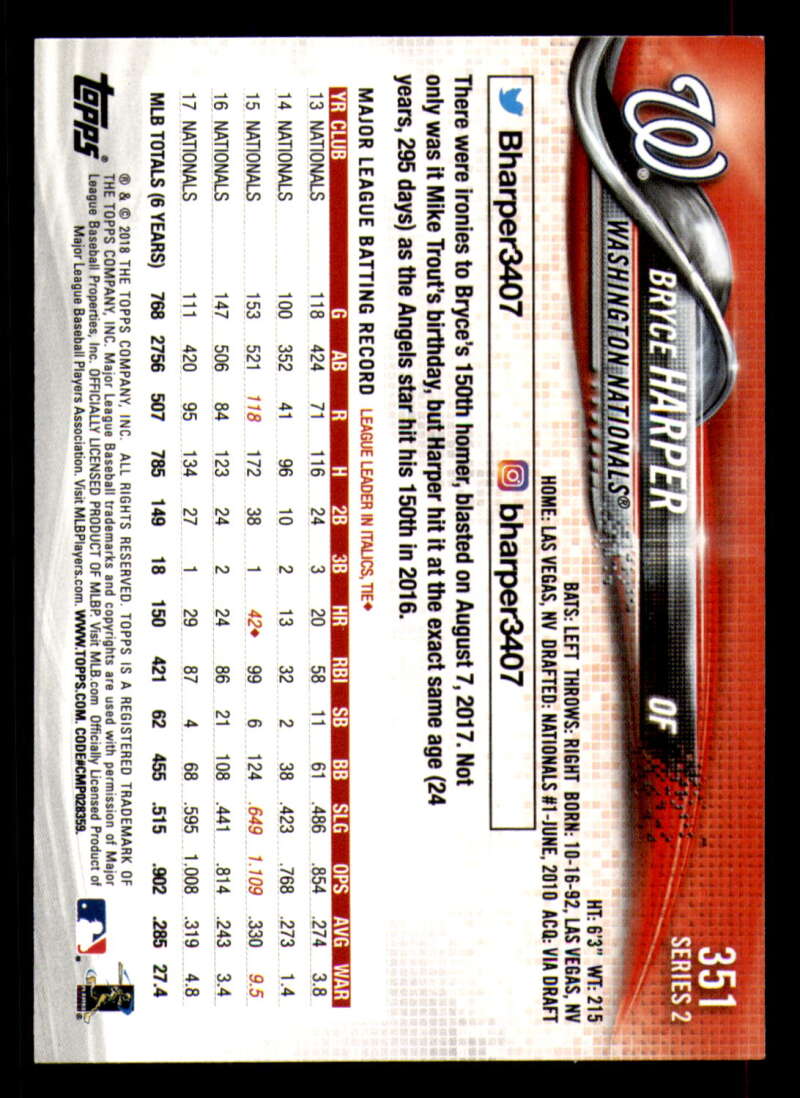 351
SERIES 2
W®
BRYCE HARPER OF
WASHINGTON NATIONALS®
HT: 6'3" WT: 215
BATS: LEFT THROWS: RIGHT BORN: 10-16-92, LAS VEGAS, NV
HOME: LAS VEGAS, NV DRAFTED: NATIONALS #1-JUNE, 2010 ACQ: VIA DRAFT
Bharper3407 bharper3407
There were ironies to Bryce's 150th homer, blasted on August 7, 2017. Not
only was it Mike Trout's birthday, but Harper hit it at the exact same age (24
years, 295 days) as the Angels star hit his 150th in 2016.
MAJOR LEAGUE BATTING RECORD LEAGUE LEADER IN ITALICS, TIE♦
YR CLUB G AB R H 2B 3B HR RBI SB BB SLG OPS AVG WAR
13 NATIONALS 118 424 71 116 24 3 20 58 11 61 .486 .854 .274 3.8
14 NATIONALS 100 352 41 96 10 2 13 32 2 38 .423 .768 .273 1.4
15 NATIONALS 153 521 118 172 38 1 42♦ 99 6 124 .649 1.109 .330 9.5
16 NATIONALS 147 506 84 123 24 2 24 86 21 108 .441 .814 .243 3.4
17 NATIONALS 111 420 95 134 27 1 29 87 4 68 .595 1.008 .319 4.8
MLB TOTALS (6 YEARS) 768 2756 507 785 149 18 150 421 62 455 .515 .902 .285 27.4
topps®
® & © 2018 THE TOPPS COMPANY, INC. ALL RIGHTS RESERVED. TOPPS IS A REGISTERED TRADEMARK OF
THE TOPPS COMPANY, INC. Major League Baseball trademarks and copyrights are used with permission of Major
League Baseball Properties, Inc. OFFICIALLY LICENSED PRODUCT OF MLBP. Visit MLB.com Officially Licensed Product of
Major League Baseball Players Association. Visit MLBPlayers.com. WWW.TOPPS.COM. CODE#CMP028359.